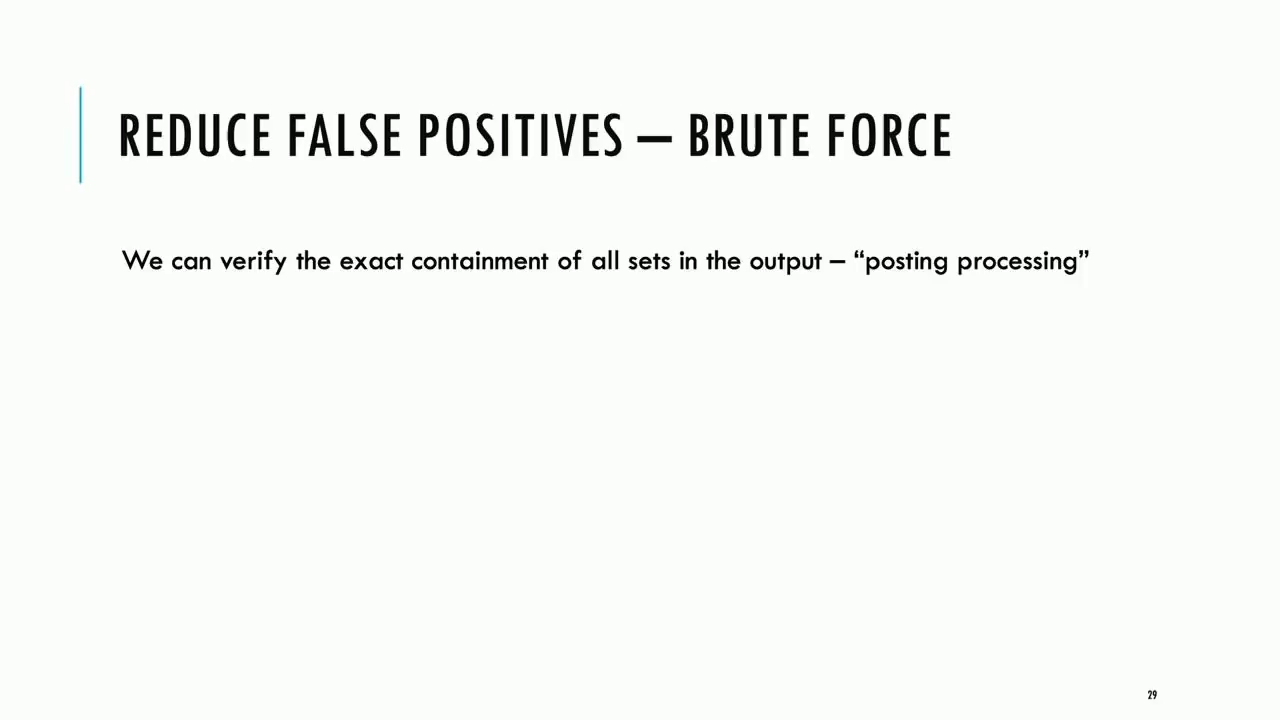 REDUCE FALSE POSITIVES – BRUTE FORCE
We can verify the exact containment of all sets in the output – “posting processing”
29